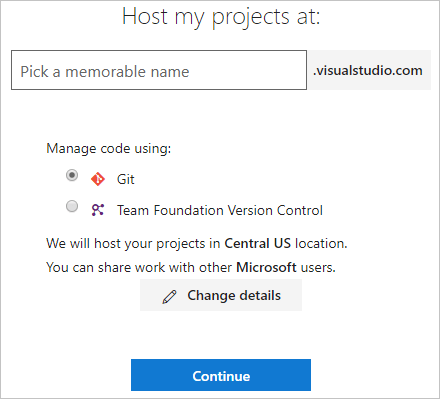 Host my projects at:
Pick a memorable name .visualstudio.com
Manage code using:
Git
Team Foundation Version Control
We will host your projects in Central US location.
You can share work with other Microsoft users.
Change details
Continue